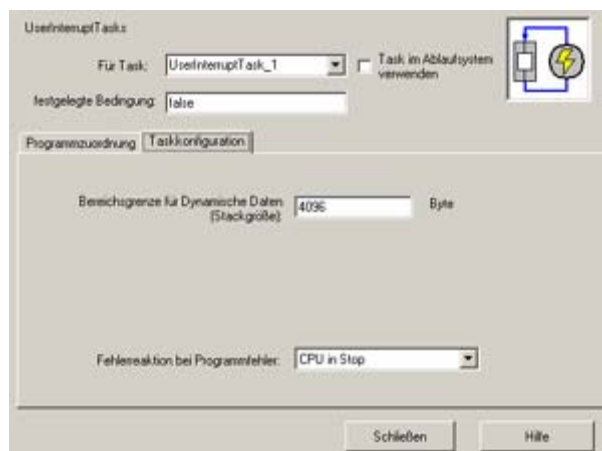 UserInterruptTasks
Für Task: UserInterruptTask_1 Task im Ablaufsystem
verwenden
festgelegte Bedingung: false
Programmzuordnung Taskkonfiguration
Bereichsgrenze für Dynamische Daten
(Stackgröße): 4096 Byte
Fehlerreaktion bei Programmfehler: CPU in Stop
Schließen Hilfe